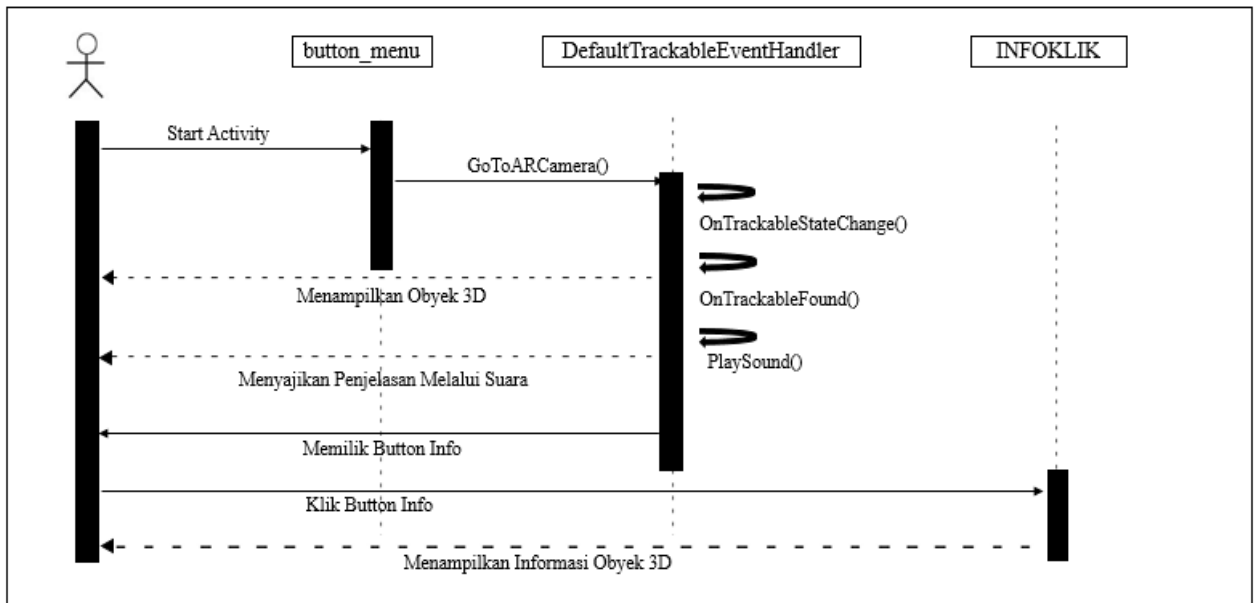 button_menu
DefaultTrackableEventHandler
INFOKLIK
Start Activity
GoToARCamera()
OnTrackableStateChange()
Menampilkan Obyek 3D
OnTrackableFound()
PlaySound()
Menyajikan Penjelasan Melalui Suara
Memilik Button Info
Klik Button Info
Menampilkan Informasi Obyek 3D